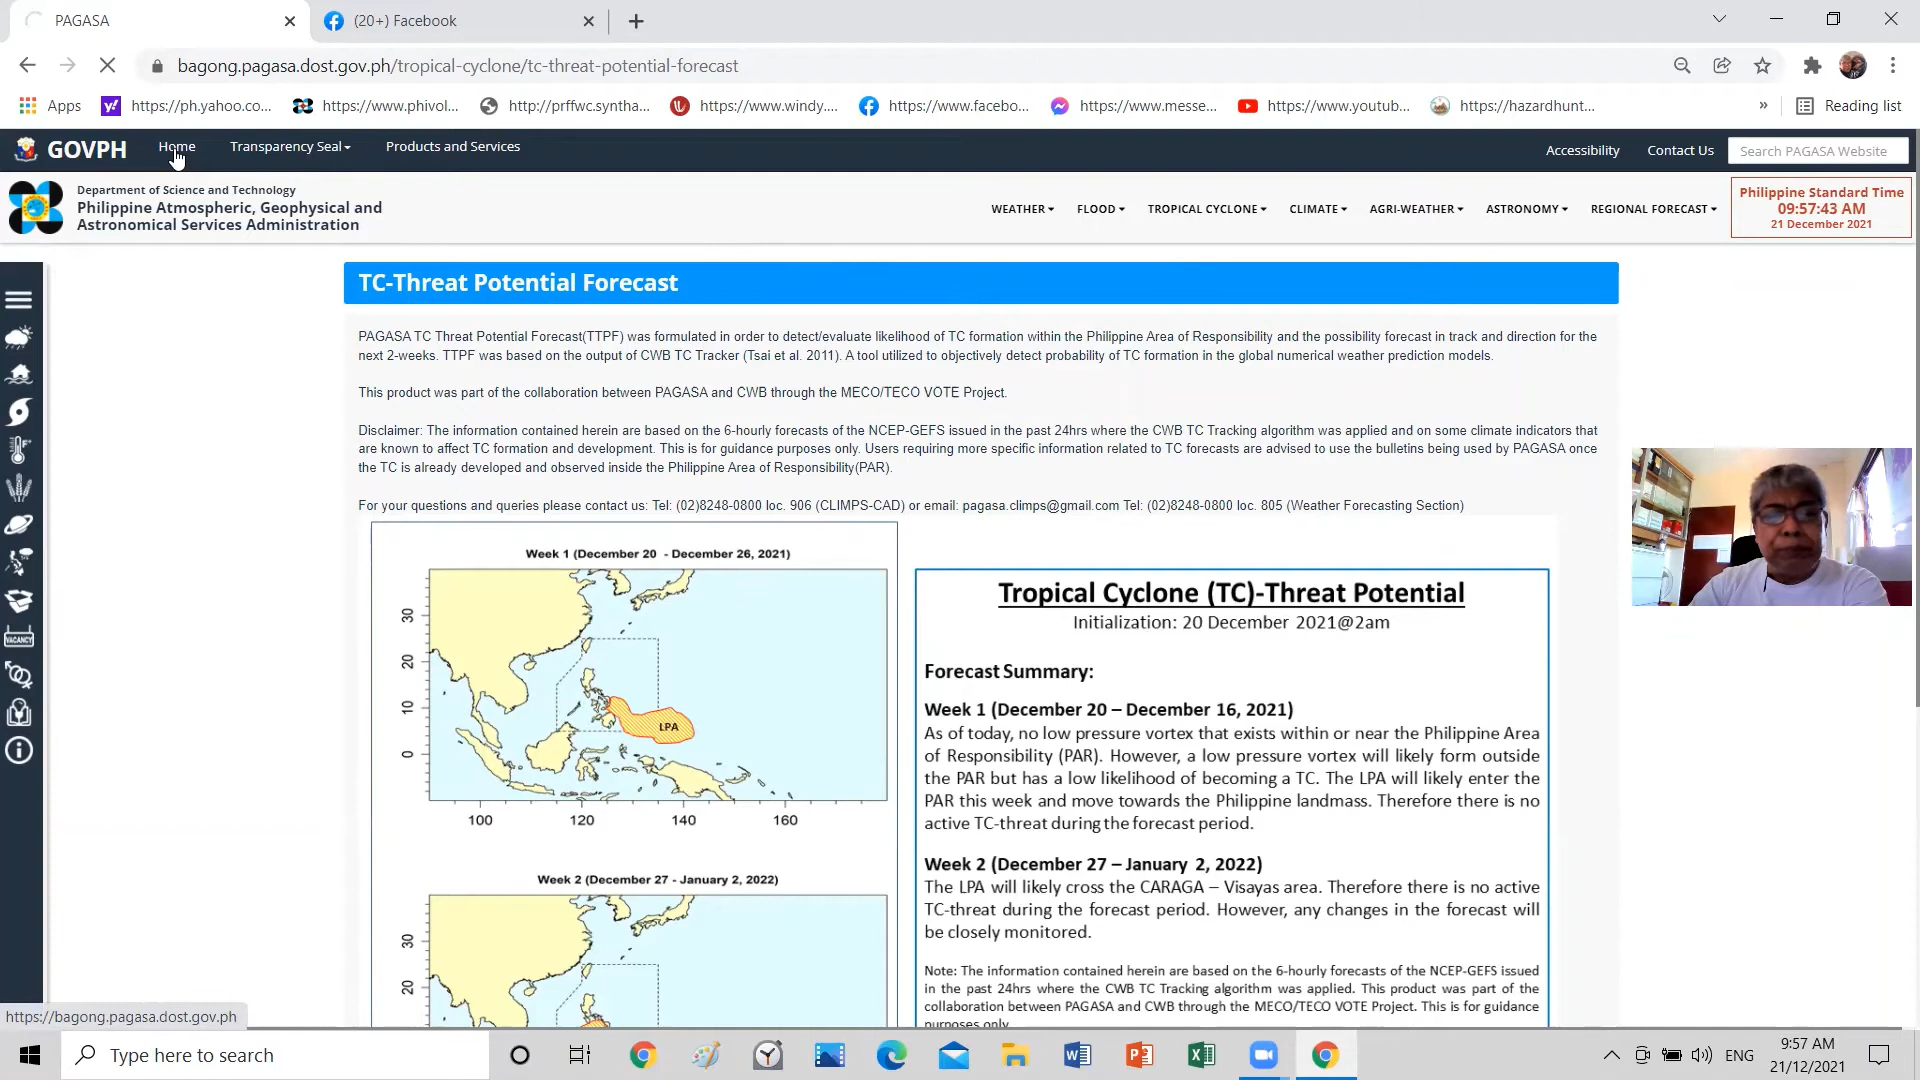 PAGASA
(20+) Facebook
bagong.pagasa.dost.gov.ph/tropical-cyclone/tc-threat-potential-forecast
Apps
https://ph.yahoo.co...
https://www.phivol...
http://prffwc.syntha...
https://www.windy....
https://www.facebo...
https://www.messe...
https://www.youtub...
https://hazardhunt...
»
Reading list
GOVPH
Home
Transparency Seal
Products and Services
Accessibility
Contact Us
Search PAGASA Website
Department of Science and Technology
Philippine Atmospheric, Geophysical and
Astronomical Services Administration
WEATHER
FLOOD
TROPICAL CYCLONE
CLIMATE
AGRI-WEATHER
ASTRONOMY
REGIONAL FORECAST
Philippine Standard Time
09:57:43 AM
21 December 2021
TC-Threat Potential Forecast
PAGASA TC Threat Potential Forecast(TTPF) was formulated in order to detect/evaluate likelihood of TC formation within the Philippine Area of Responsibility and the possibility forecast in track and direction for the
next 2-weeks. TTPF was based on the output of CWB TC Tracker (Tsai et al. 2011). A tool utilized to objectively detect probability of TC formation in the global numerical weather prediction models.
This product was part of the collaboration between PAGASA and CWB through the MECO/TECO VOTE Project.
Disclaimer: The information contained herein are based on the 6-hourly forecasts of the NCEP-GEFS issued in the past 24hrs where the CWB TC Tracking algorithm was applied and on some climate indicators that
are known to affect TC formation and development. This is for guidance purposes only. Users requiring more specific information related to TC forecasts are advised to use the bulletins being used by PAGASA once
the TC is already developed and observed inside the Philippine Area of Responsibility(PAR).
For your questions and queries please contact us: Tel: (02)8248-0800 loc. 906 (CLIMPS-CAD) or email: pagasa.climps@gmail.com Tel: (02)8248-0800 loc. 805 (Weather Forecasting Section)
Week 1 (December 20 - December 26, 2021)
30
20
10
0
LPA
100
120
140
160
Week 2 (December 27 - January 2, 2022)
30
20
Tropical Cyclone (TC)-Threat Potential
Initialization: 20 December 2021@2am
Forecast Summary:
Week 1 (December 20 – December 16, 2021)
As of today, no low pressure vortex that exists within or near the Philippine Area
of Responsibility (PAR). However, a low pressure vortex will likely form outside
the PAR but has a low likelihood of becoming a TC. The LPA will likely enter the
PAR this week and move towards the Philippine landmass. Therefore there is no
active TC-threat during the forecast period.
Week 2 (December 27 – January 2, 2022)
The LPA will likely cross the CARAGA – Visayas area. Therefore there is no active
TC-threat during the forecast period. However, any changes in the forecast will
be closely monitored.
Note: The information contained herein are based on the 6-hourly forecasts of the NCEP-GEFS issued
in the past 24hrs where the CWB TC Tracking algorithm was applied. This product was part of the
collaboration between PAGASA and CWB through the MECO/TECO VOTE Project. This is for guidance
purposes only.
VACANCY
https://bagong.pagasa.dost.gov.ph
Type here to search
ENG
9:57 AM
21/12/2021